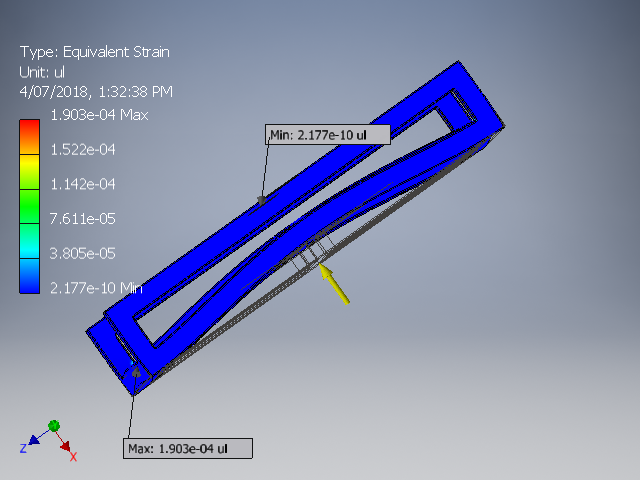 Type: Equivalent Strain
Unit: ul
4/07/2018, 1:32:38 PM
1.903e-04 Max
1.522e-04
1.142e-04
7.611e-05
3.805e-05
2.177e-10 Min
Min: 2.177e-10 ul
Max: 1.903e-04 ul
Z
X